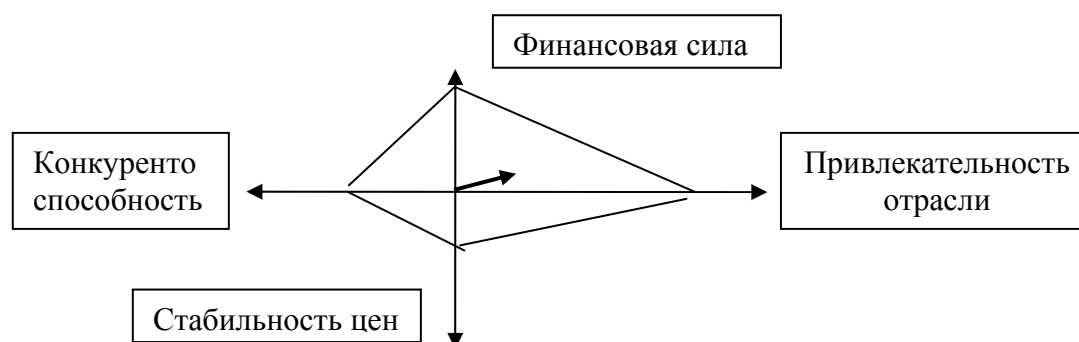 Финансовая сила
Конкуренто
способность
Привлекательность
отрасли
Стабильность цен